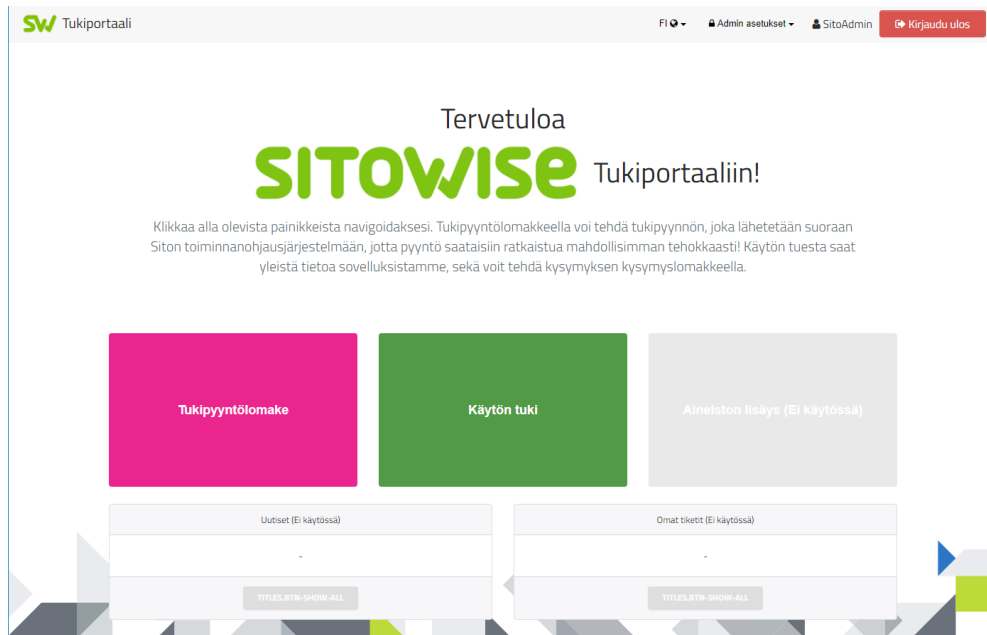 SW Tukiportaali
FI
Admin asetukset
SitoAdmin
Kirjaudu ulos
Tervetuloa
SITOWISE Tukiportaaliin!
Klikkaa alla olevista painikkeista navigoidaksesi. Tukipyyntölomakkeella voi tehdä tukipyynnön, joka lähetetään suoraan
Siton toiminnanohjausjärjestelmään, jotta pyyntö saataisiin ratkaistua mahdollisimman tehokkaasti! Käytön tuesta saat
yleistä tietoa sovelluksistamme, sekä voit tehdä kysymyksen kysymyslomakkeella.
Tukipyyntölomake
Käytön tuki
Aineiston lisäys (Ei käytössä)
Uutiset (Ei käytössä)
-
TITLES.BTN-SHOW-ALL
Omat tiketit (Ei käytössä)
-
TITLES.BTN-SHOW-ALL